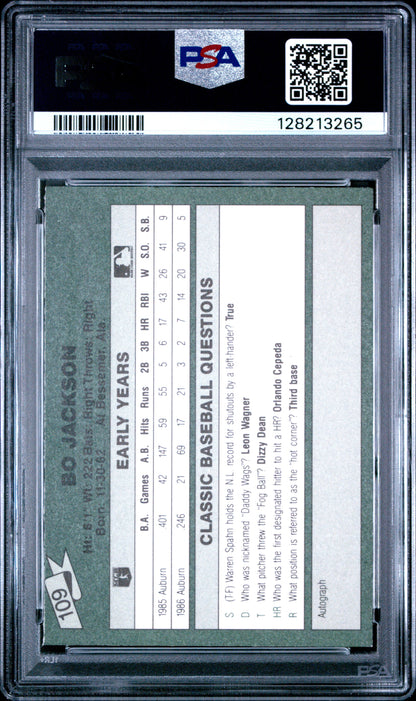 PSA
128213265
109
BO JACKSON
Ht: 6'1" Wt: 222 Bats: Right Throws: Right
Born: 11-30-62 At Bessemer, Ala.
EARLY YEARS
B.A. Games A.B. Hits Runs 2B 3B HR RBI W S.O. S.B.
1985 Auburn 401 42 147 59 55 5 6 17 43 26 41 9
1986 Auburn 246 21 69 17 21 3 2 7 14 20 30 5
CLASSIC BASEBALL QUESTIONS
S (TF) Warren Spahn holds the N.L. record for shutouts by a left-hander? True
D Who was nicknamed "Daddy Wags"? Leon Wagner
T What pitcher threw the "Fog Ball"? Dizzy Dean
HR Who was the first designated hitter to hit a HR? Orlando Cepeda
R What position is referred to as the "hot corner"? Third base
Autograph
PSA